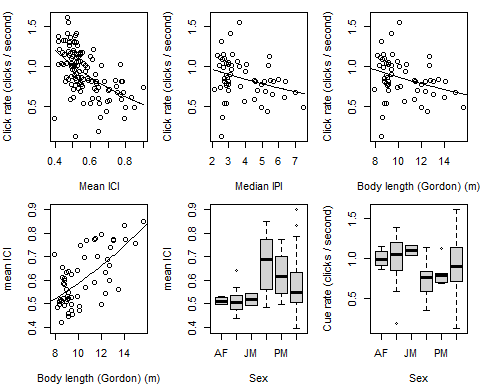 Click rate (clicks / second)
0.5 1.0 1.5
0.4 0.6 0.8
Mean ICI
Click rate (clicks / second)
0.5 1.0 1.5
2 3 4 5 6 7
Median IPI
Click rate (clicks / second)
0.5 1.0 1.5
8 10 12 14
Body length (Gordon) (m)
mean ICI
0.4 0.5 0.6 0.7 0.8 0.9
8 10 12 14
Body length (Gordon) (m)
mean ICI
0.4 0.5 0.6 0.7 0.8 0.9
AF JM PM
Sex
Cue rate (clicks / second)
0.5 1.0 1.5
AF JM PM
Sex